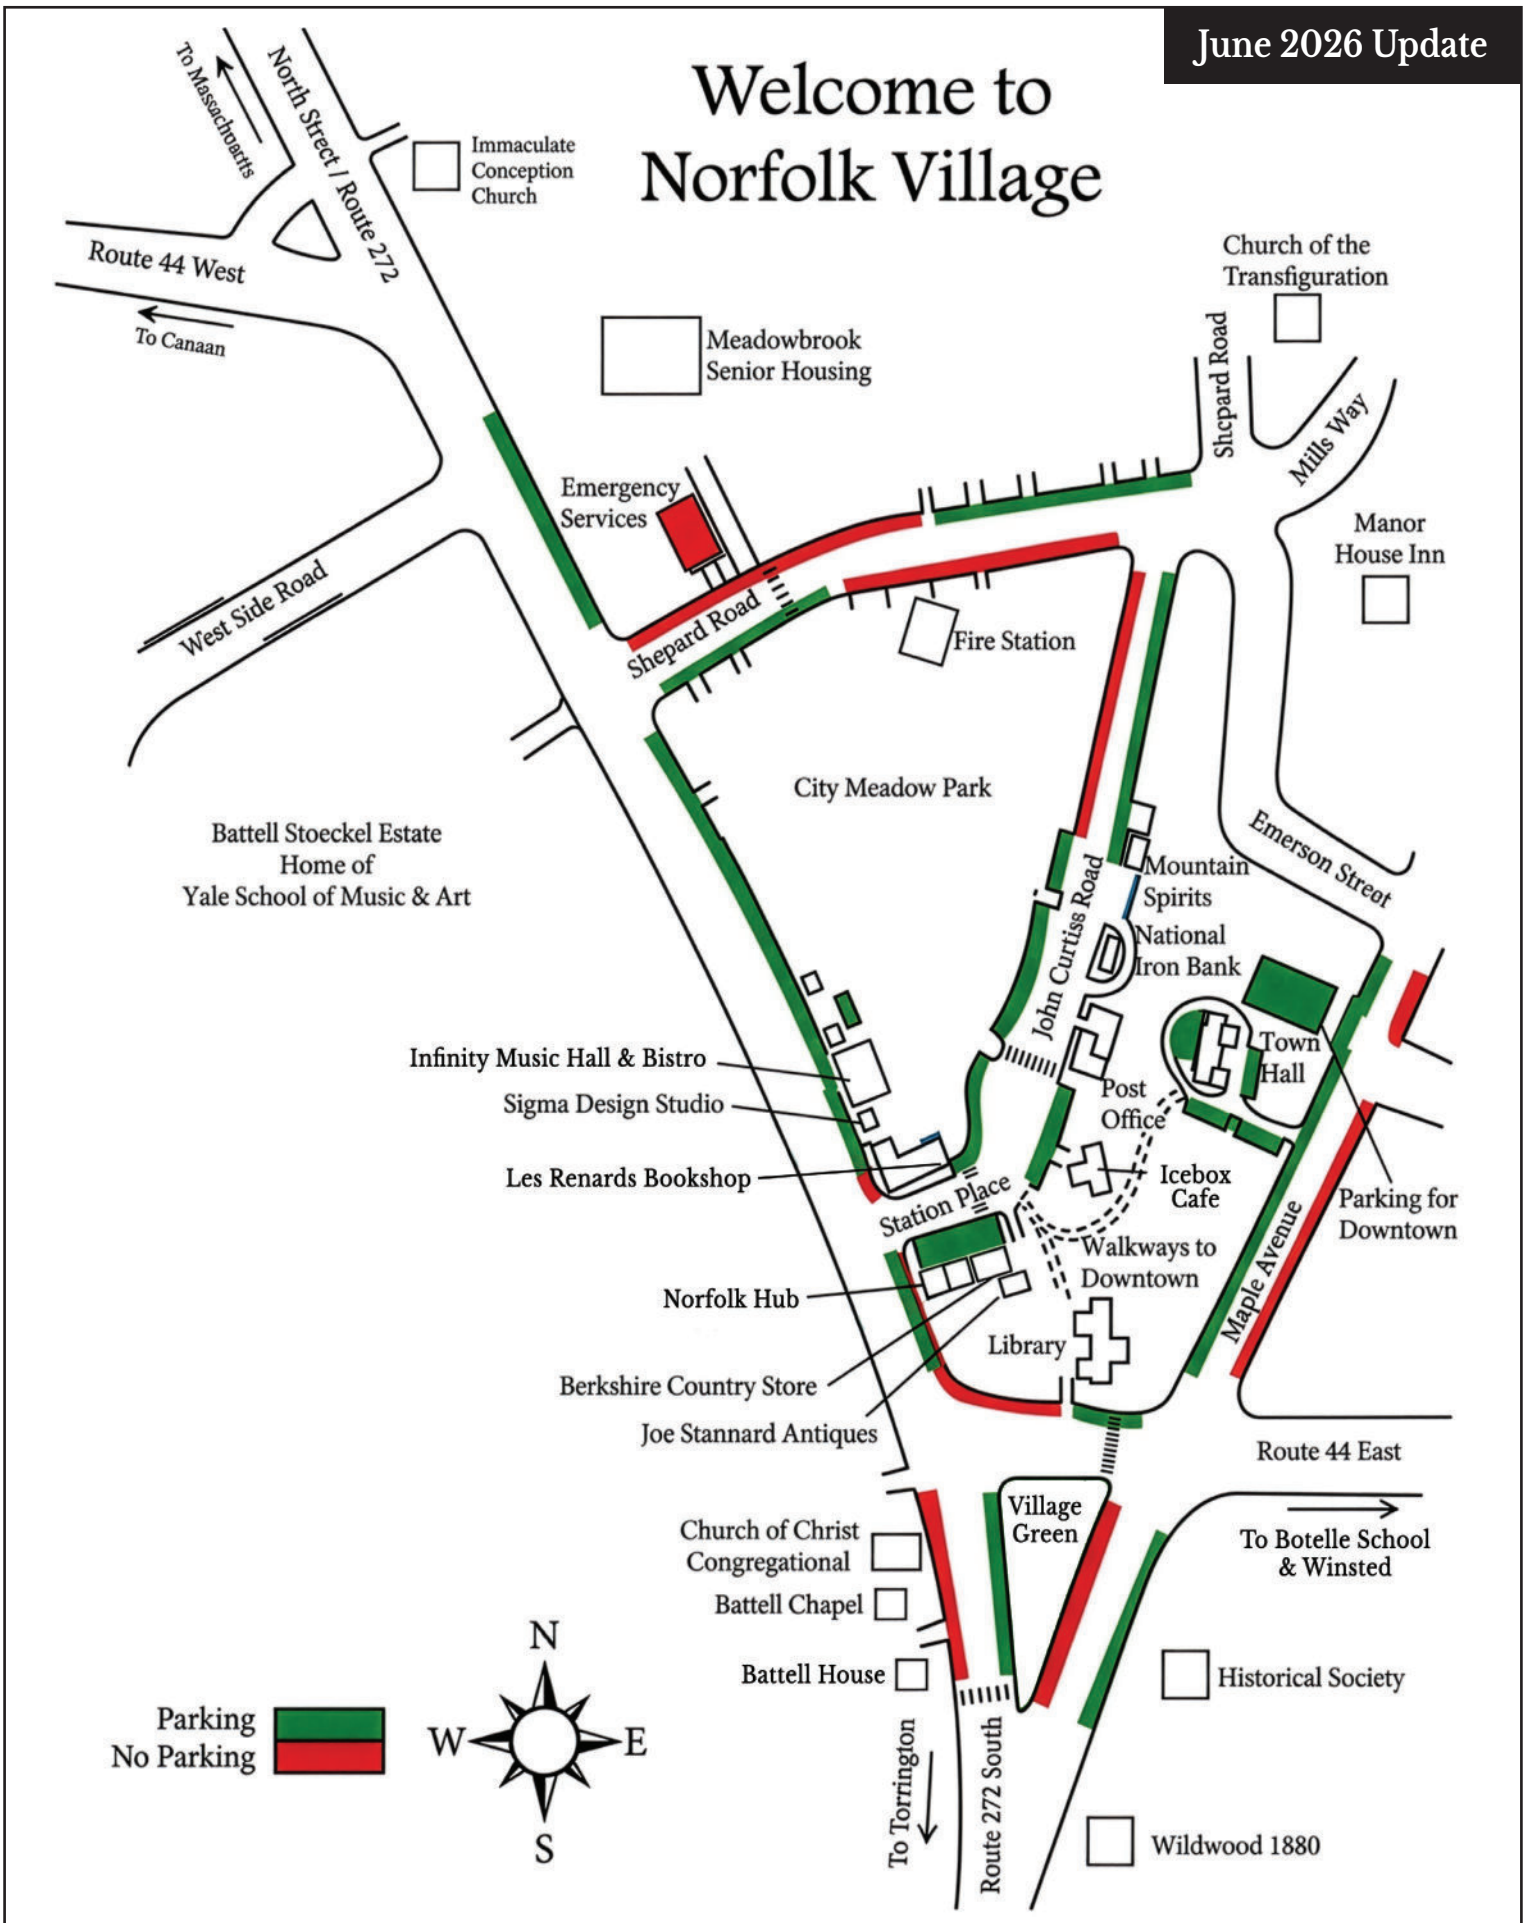 June 2026 Update
Welcome to
Norfolk Village
To Massachuartts
North Strect / Route 272
Immaculate
Conception
Church
Route 44 West
To Canaan
Church of the
Transfiguration
Shcpard Road
Mills Way
Meadowbrook
Senior Housing
Emergency
Services
Manor
House Inn
West Side Road
Shepard Road
Fire Station
City Meadow Park
Battell Stoeckel Estate
Home of
Yale School of Music & Art
Emerson Streot
John Curtiss Road
Mountain
Spirits
National
Iron Bank
Town
Hall
Infinity Music Hall & Bistro
Sigma Design Studio
Les Renards Bookshop
Post
Office
Icebox
Cafe
Parking for
Downtown
Station Place
Walkways to
Downtown
Maple Avenue
Norfolk Hub
Library
Berkshire Country Store
Joe Stannard Antiques
Route 44 East
Village
Green
To Botelle School
& Winsted
Church of Christ
Congregational
Battell Chapel
Battell House
Historical Society
N
W
E
S
Parking
No Parking
To Torrington
Route 272 South
Wildwood 1880